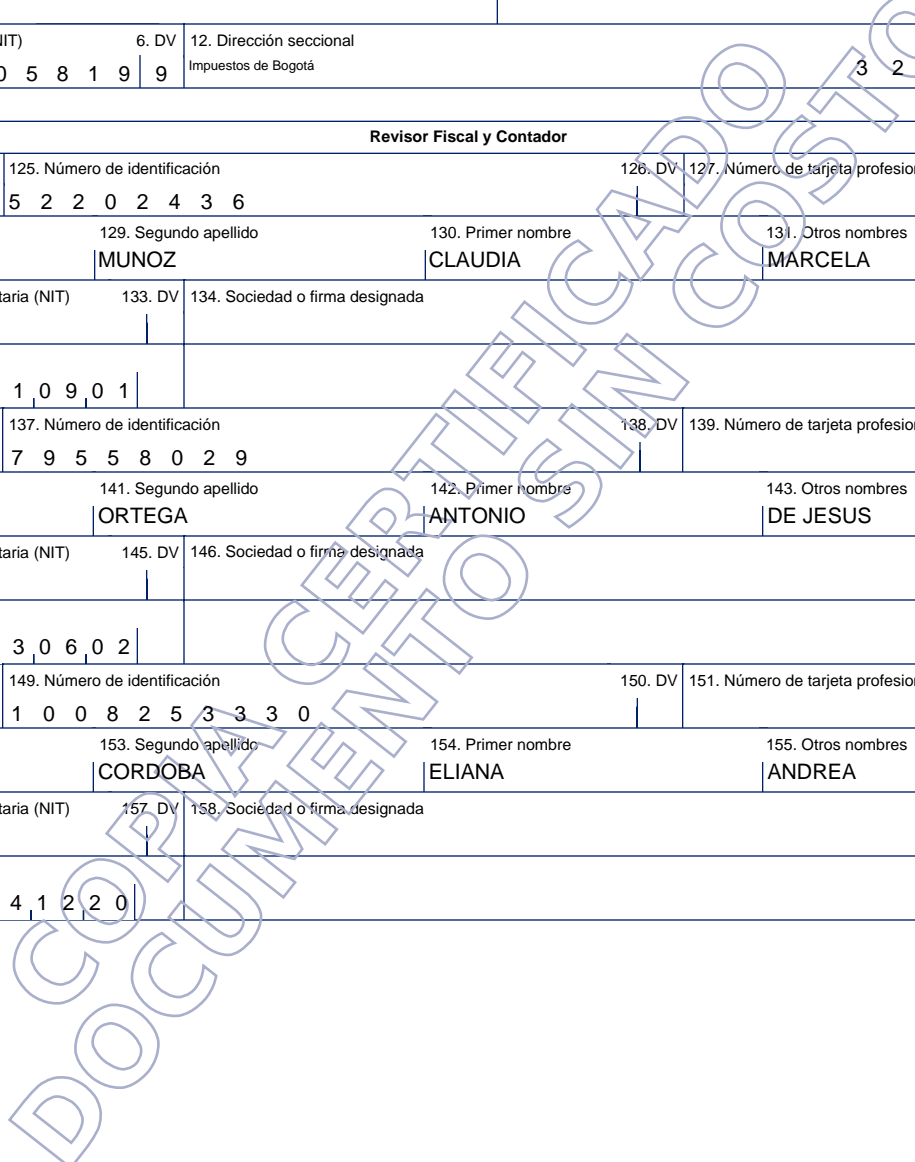 IIT) 6. DV 12. Dirección seccional
0 5 8 1 9 9 Impuestos de Bogotá 3 2
Revisor Fiscal y Contador
125. Número de identificación 126. DV 127. Número de tarjeta profesion
5 2 2 0 2 4 3 6
129. Segundo apellido 130. Primer nombre 131. Otros nombres
MUNOZ CLAUDIA MARCELA
taria (NIT) 133. DV 134. Sociedad o firma designada
1 0 9 0 1
137. Número de identificación 138. DV 139. Número de tarjeta profesion
7 9 5 5 8 0 2 9
141. Segundo apellido 142. Primer nombre 143. Otros nombres
ORTEGA ANTONIO DE JESUS
taria (NIT) 145. DV 146. Sociedad o firma designada
3 0 6 0 2
149. Número de identificación 150. DV 151. Número de tarjeta profesion
1 0 0 8 2 5 3 3 3 0
153. Segundo apellido 154. Primer nombre 155. Otros nombres
CORDOBA ELIANA ANDREA
taria (NIT) 157. DV 158. Sociedad o firma designada
4 1 2 2 0
COPIA CERTIFICADO
DOCUMENTO SIN COSTO